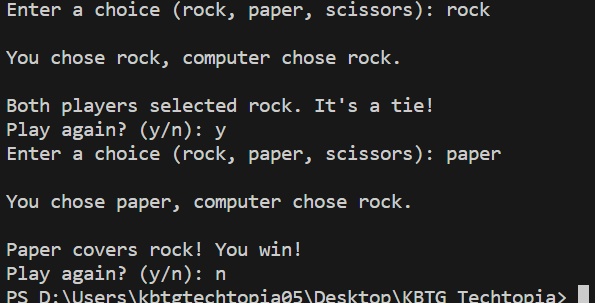 Enter a choice (rock, paper, scissors): rock
You chose rock, computer chose rock.
Both players selected rock. It's a tie!
Play again? (y/n): y
Enter a choice (rock, paper, scissors): paper
You chose paper, computer chose rock.
Paper covers rock! You win!
Play again? (y/n): n
PS D:\Users\kbtgtechtopia05\Desktop\KBTG Techtopia>